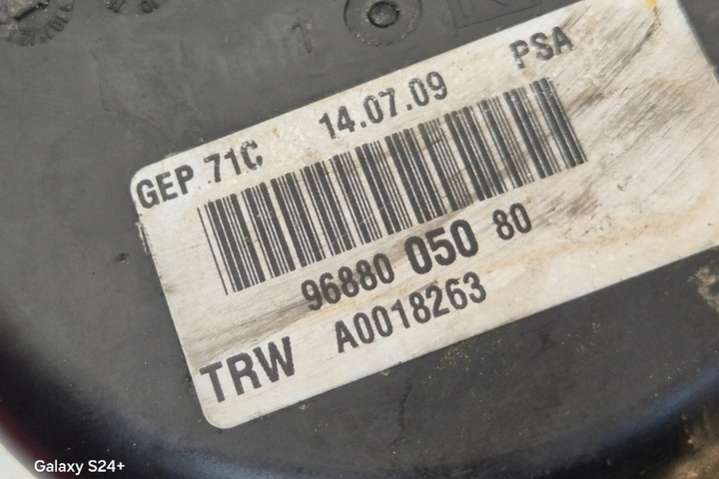 GEP 71C 14.07.09 PSA
96880 050 80
TRW A0018263
Galaxy S24+